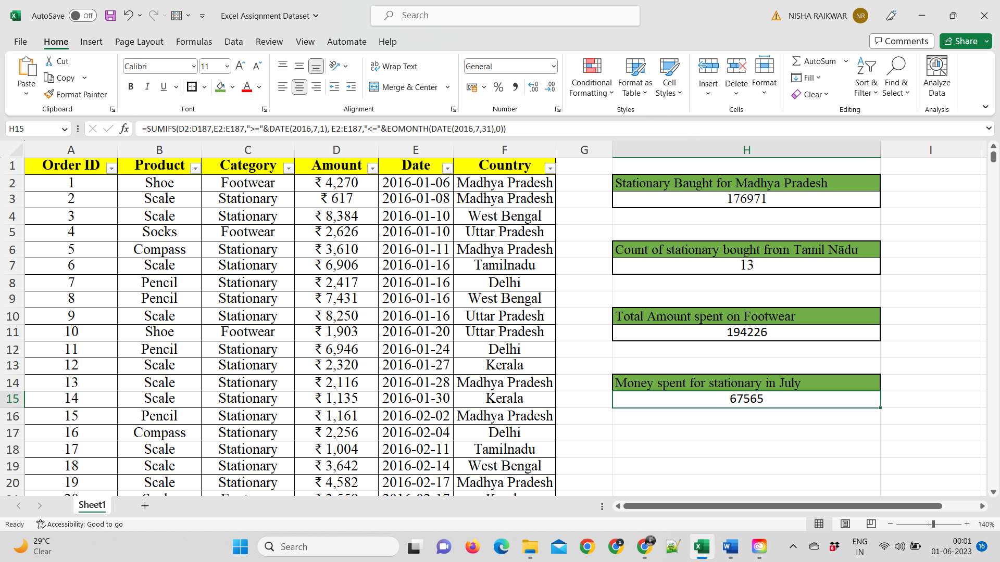 AutoSave Off Excel Assignment Dataset Search NISHA RAIKWAR NR
File Home Insert Page Layout Formulas Data Review View Automate Help Comments Share
Paste Cut Copy Format Painter Clipboard
Calibri 11 B I U A Font
Wrap Text Merge & Center Alignment
General % Number
Conditional Formatting Format as Table Cell Styles Styles
Insert Delete Format Cells
AutoSum Fill Clear Sort & Filter Find & Select Editing
Analyze Data Analysis
H15 fx =SUMIFS(D2:D187,E2:E187,">="&DATE(2016,7,1), E2:E187,"<="&EOMONTH(DATE(2016,7,31),0))
A B C D E F G H I
1 Order ID Product Category Amount Date Country
2 1 Shoe Footwear ₹ 4,270 2016-01-06 Madhya Pradesh Stationary Baught for Madhya Pradesh
3 2 Scale Stationary ₹ 617 2016-01-08 Madhya Pradesh 176971
4 3 Scale Stationary ₹ 8,384 2016-01-10 West Bengal
5 4 Socks Footwear ₹ 2,626 2016-01-10 Uttar Pradesh
6 5 Compass Stationary ₹ 3,610 2016-01-11 Madhya Pradesh Count of stationary bought from Tamil Nādu
7 6 Scale Stationary ₹ 6,906 2016-01-16 Tamilnadu 13
8 7 Pencil Stationary ₹ 2,417 2016-01-16 Delhi
9 8 Pencil Stationary ₹ 7,431 2016-01-16 West Bengal
10 9 Scale Stationary ₹ 8,250 2016-01-16 Uttar Pradesh Total Amount spent on Footwear
11 10 Shoe Footwear ₹ 1,903 2016-01-20 Uttar Pradesh 194226
12 11 Pencil Stationary ₹ 6,946 2016-01-24 Delhi
13 12 Scale Stationary ₹ 2,320 2016-01-27 Kerala
14 13 Scale Stationary ₹ 2,116 2016-01-28 Madhya Pradesh Money spent for stationary in July
15 14 Scale Stationary ₹ 1,135 2016-01-30 Kerala 67565
16 15 Pencil Stationary ₹ 1,161 2016-02-02 Madhya Pradesh
17 16 Compass Stationary ₹ 2,256 2016-02-04 Delhi
18 17 Scale Stationary ₹ 1,004 2016-02-11 Tamilnadu
19 18 Scale Stationary ₹ 3,642 2016-02-14 West Bengal
20 19 Scale Stationary ₹ 4,582 2016-02-17 Madhya Pradesh
Sheet1
Ready Accessibility: Good to go 140%
29°C Clear Search ENG IN 00:01 01-06-2023 16